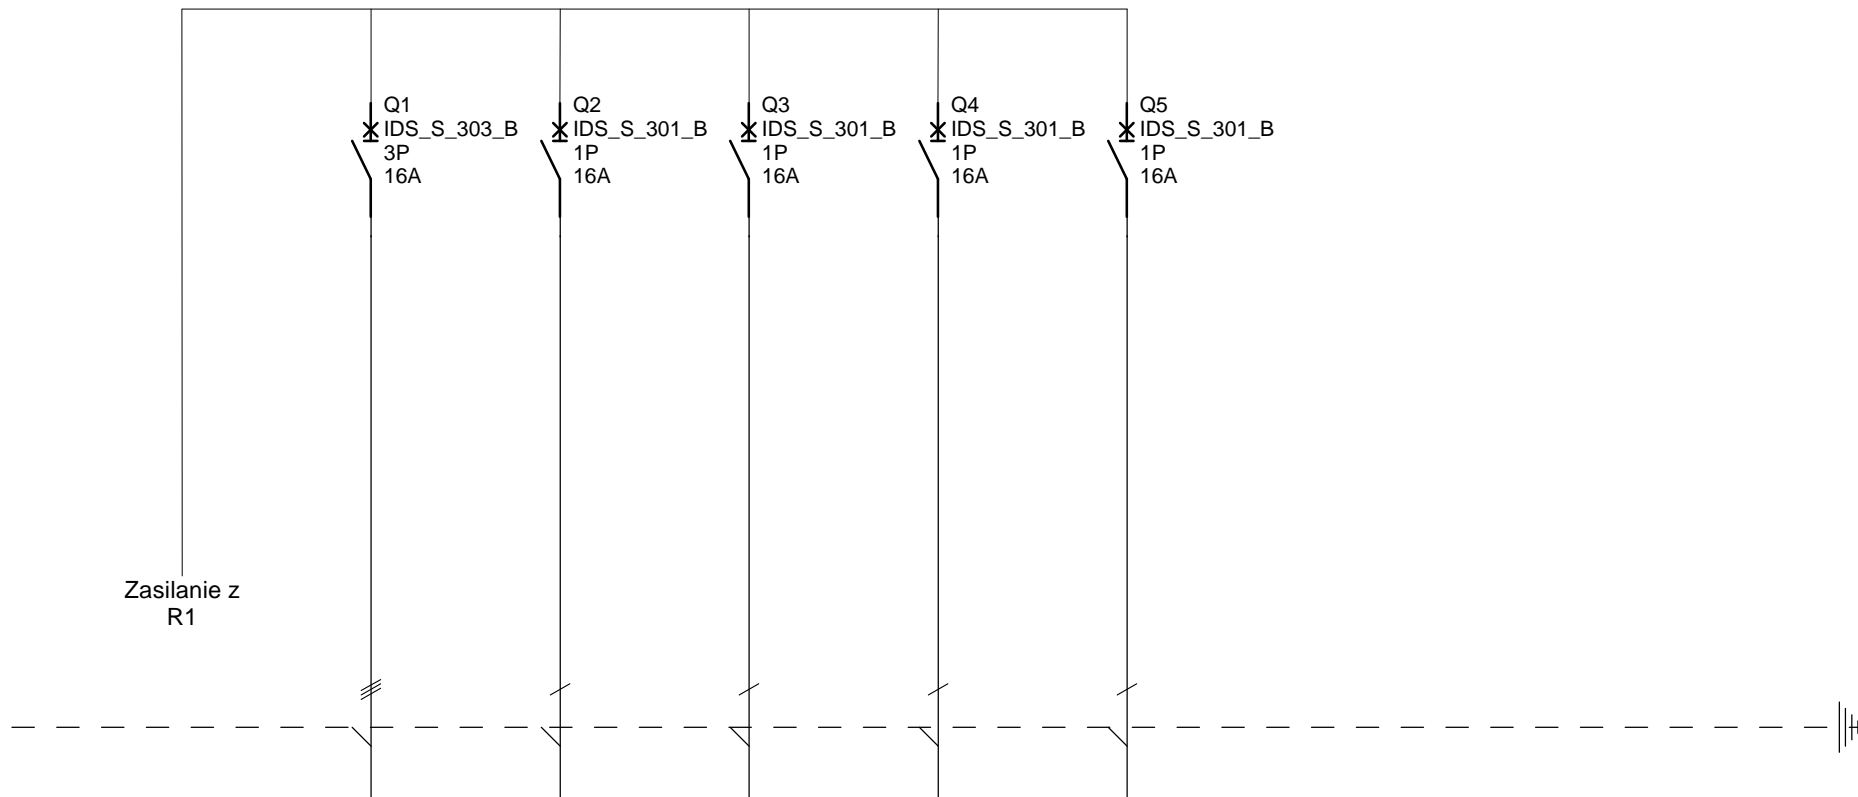 Q1
IDS_S_303_B
3P
16A
Q2
IDS_S_301_B
1P
16A
Q3
IDS_S_301_B
1P
16A
Q4
IDS_S_301_B
1P
16A
Q5
IDS_S_301_B
1P
16A
Zasilanie z
R1